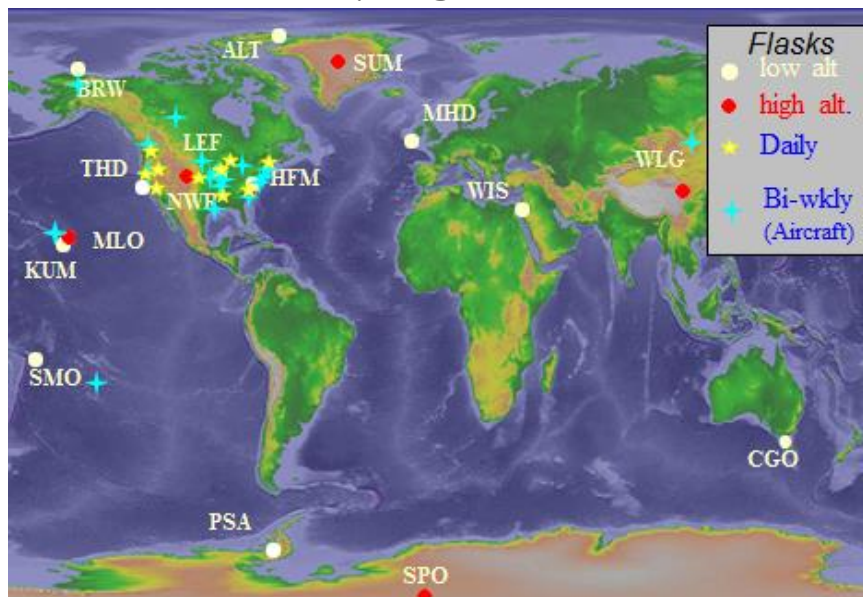 Flasks
low alt
high alt.
Daily
Bi-wkly
(Aircraft)
ALT
SUM
BRW
MHD
LEF
THD
WLG
HFM
WIS
NWR
MLO
KUM
SMO
CGO
PSA
SPO